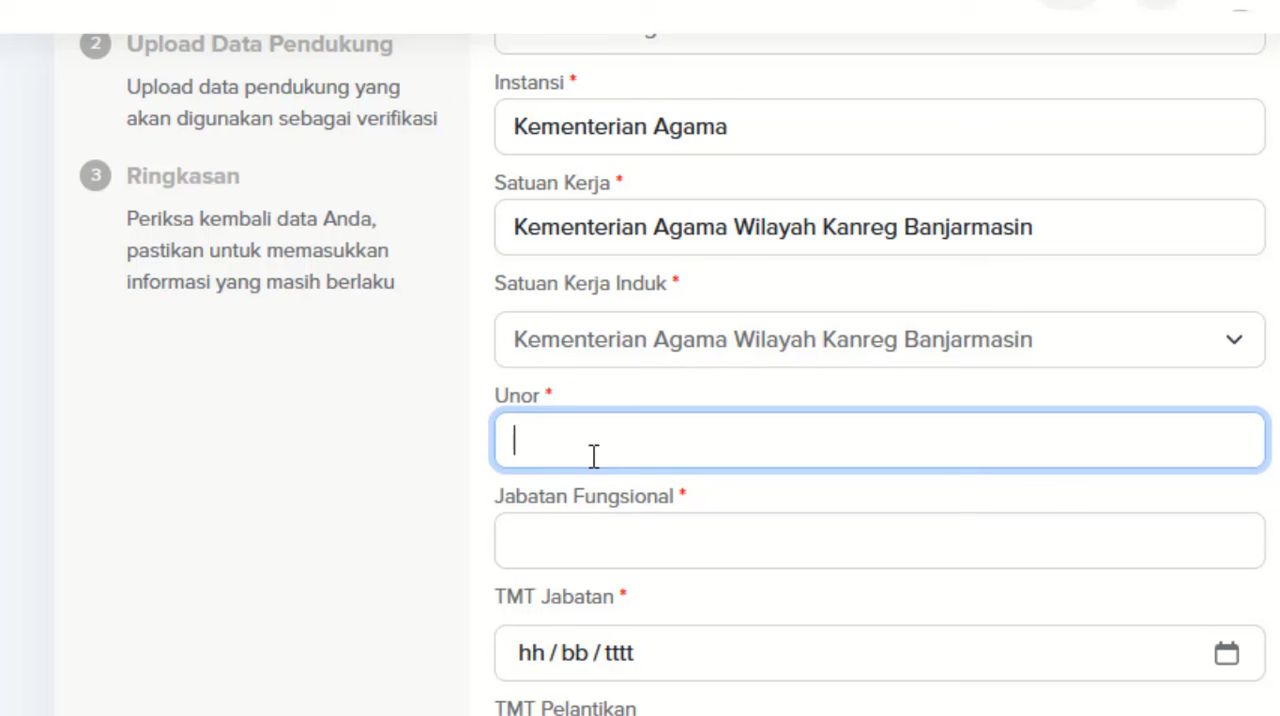 2 Upload Data Pendukung
Upload data pendukung yang
akan digunakan sebagai verifikasi
3 Ringkasan
Periksa kembali data Anda,
pastikan untuk memasukkan
informasi yang masih berlaku
Instansi *
Kementerian Agama
Satuan Kerja *
Kementerian Agama Wilayah Kanreg Banjarmasin
Satuan Kerja Induk *
Kementerian Agama Wilayah Kanreg Banjarmasin
Unor *
Jabatan Fungsional *
TMT Jabatan *
hh / bb / tttt
TMT Pelantikan